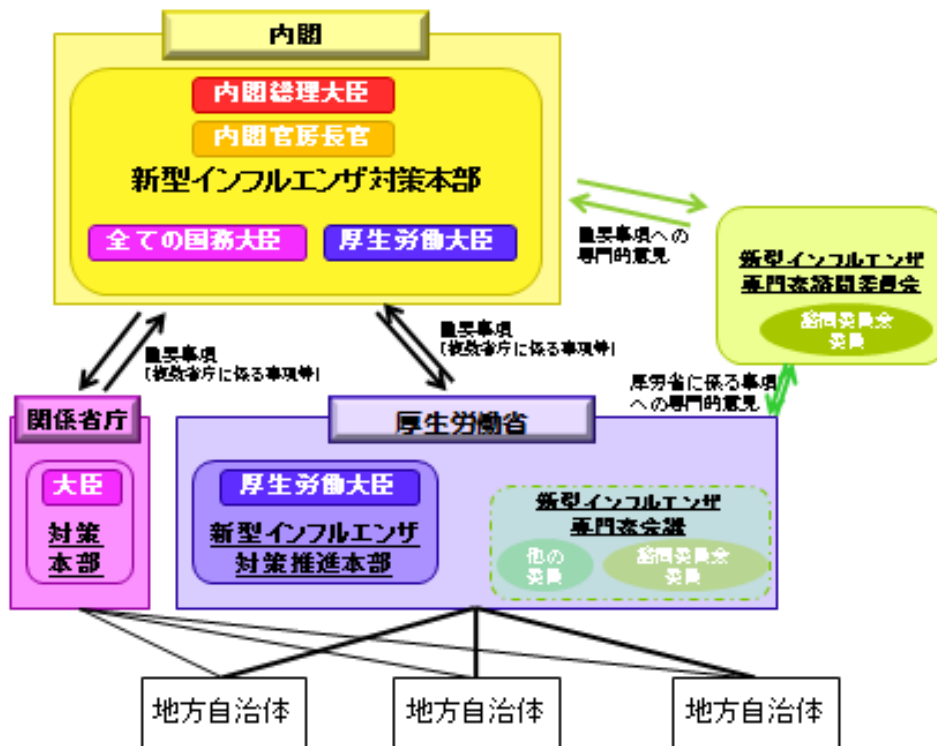 内閣
内閣総理大臣
内閣官房長官
新型インフルエンザ対策本部
全ての国務大臣
厚生労働大臣
重要事項への
専門的意見
新型インフルエンザ
専門家諮問委員会
諮問委員会
委員
重要事項
(複数省庁に係る事項等)
重要事項
(複数省庁に係る事項等)
厚労省に係る事項
への専門的意見
関係省庁
大臣
対策
本部
厚生労働省
厚生労働大臣
新型インフルエンザ
対策推進本部
新型インフルエンザ
専門家会議
他の
委員
諮問委員会
委員
地方自治体
地方自治体
地方自治体